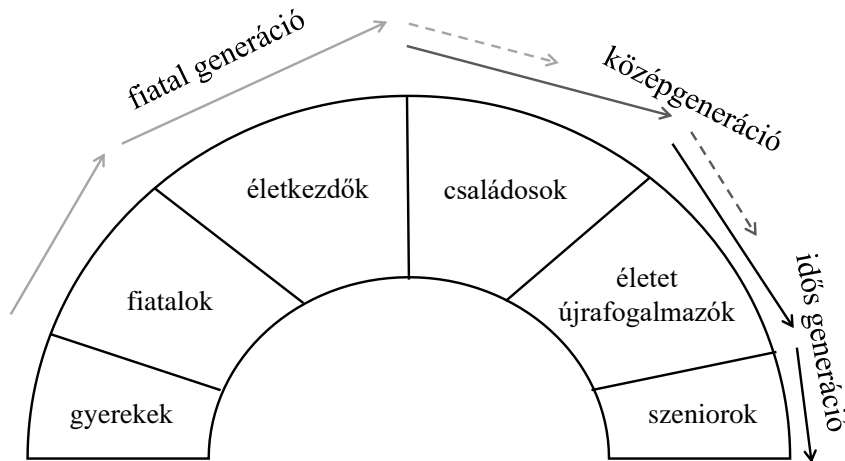 fiatal generáció
középgeneráció
idős generáció
életkezdők
családosok
fiatalok
életet
újrafogalmazók
gyerekek
szeniorok